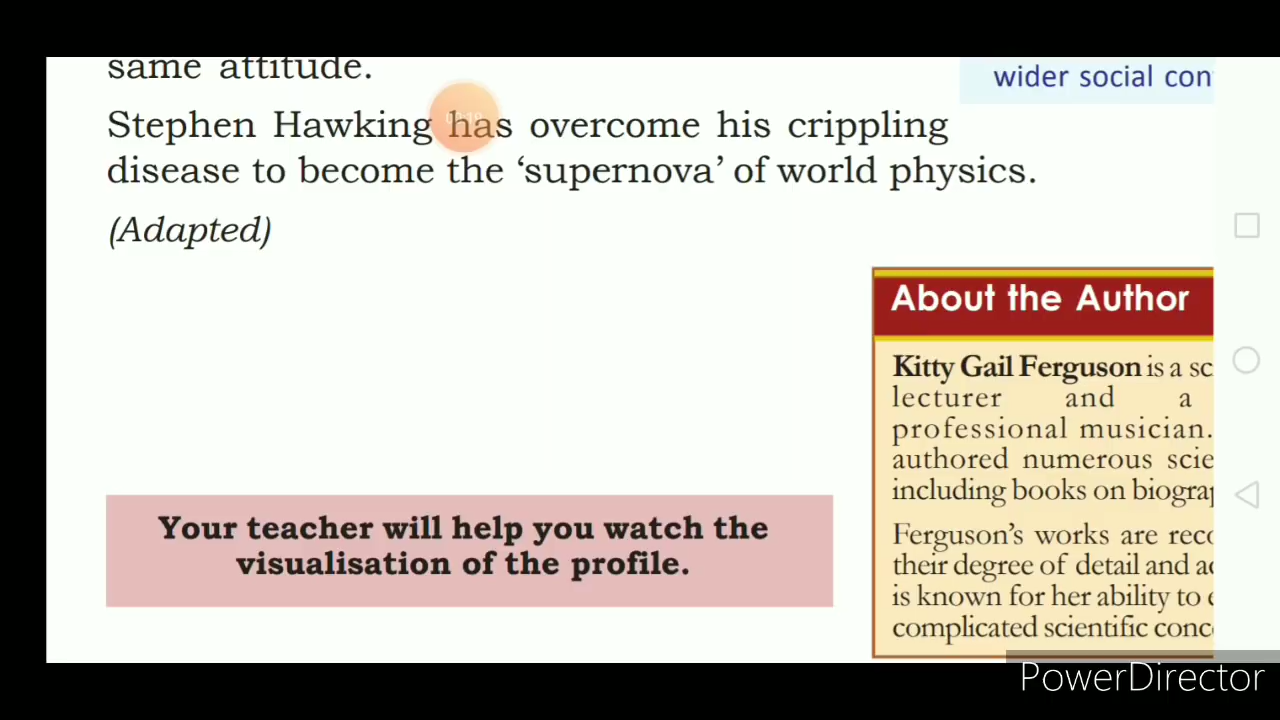 same attitude.
wider social con
Stephen Hawking has overcome his crippling
disease to become the ‘supernova’ of world physics.
(Adapted)
About the Author
Kitty Gail Ferguson is a sc
lecturer and a
professional musician.
authored numerous scie
including books on biograp
Ferguson’s works are reco
their degree of detail and ac
is known for her ability to e
complicated scientific conc
Your teacher will help you watch the
visualisation of the profile.
PowerDirector